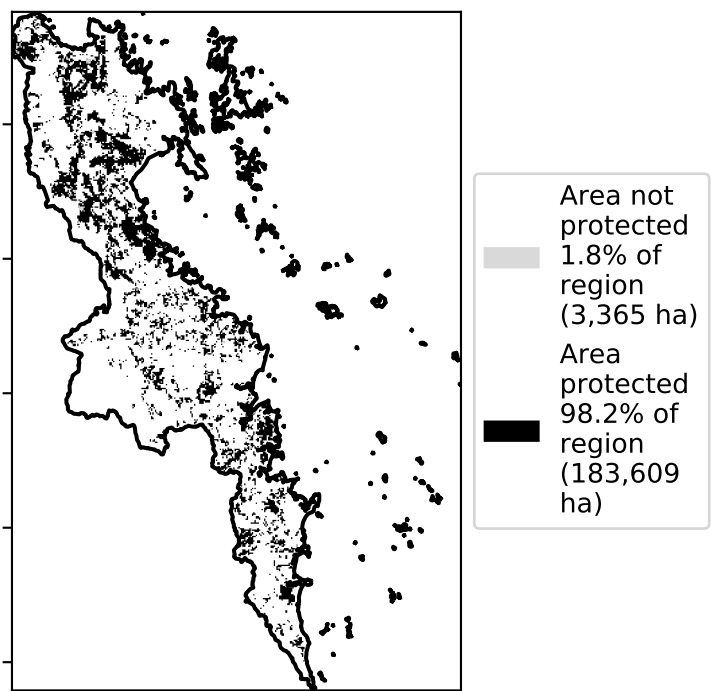 Area not
protected
1.8% of
region
(3,365 ha)
Area
protected
98.2% of
region
(183,609
ha)